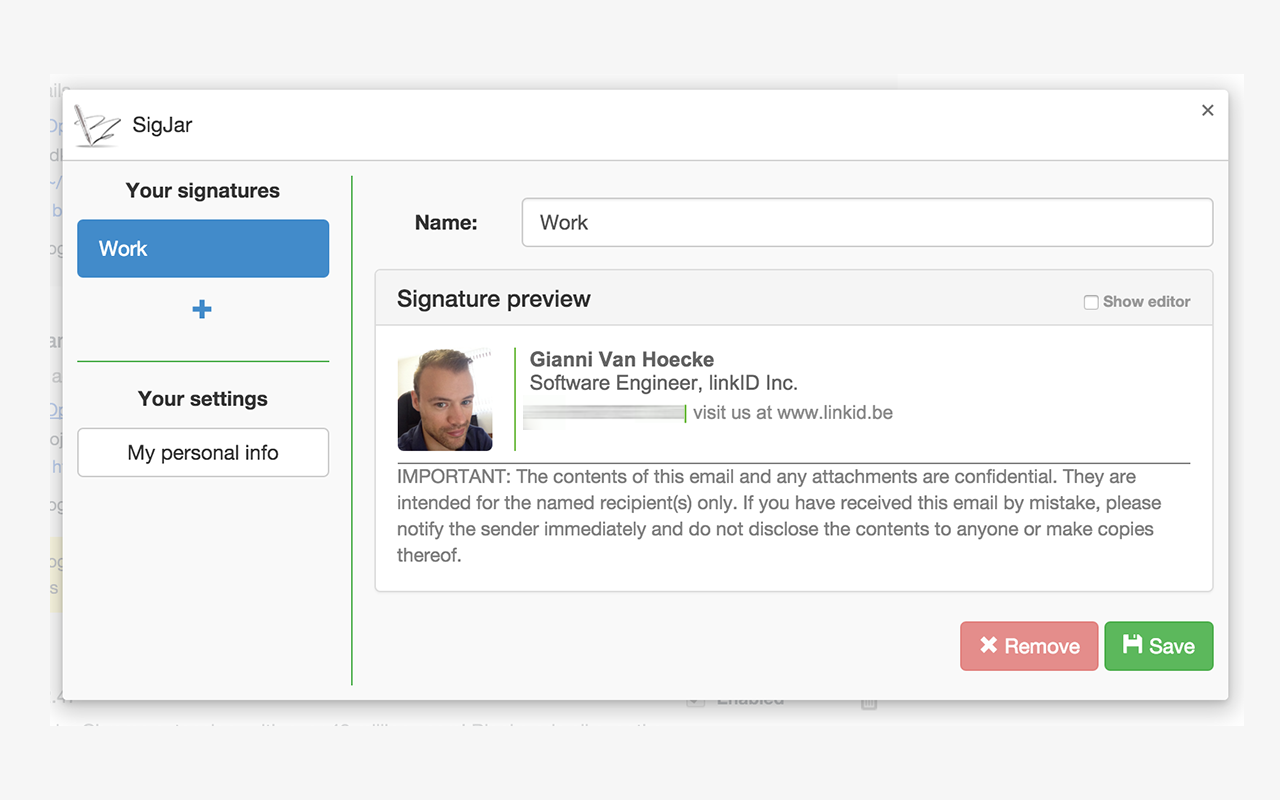 SigJar
×
Your signatures
Work
Your settings
My personal info
Name:
Work
Signature preview
Show editor
Gianni Van Hoecke
Software Engineer, linkID Inc.
visit us at www.linkid.be
IMPORTANT: The contents of this email and any attachments are confidential. They are
intended for the named recipient(s) only. If you have received this email by mistake, please
notify the sender immediately and do not disclose the contents to anyone or make copies
thereof.
Remove
Save
Enabled